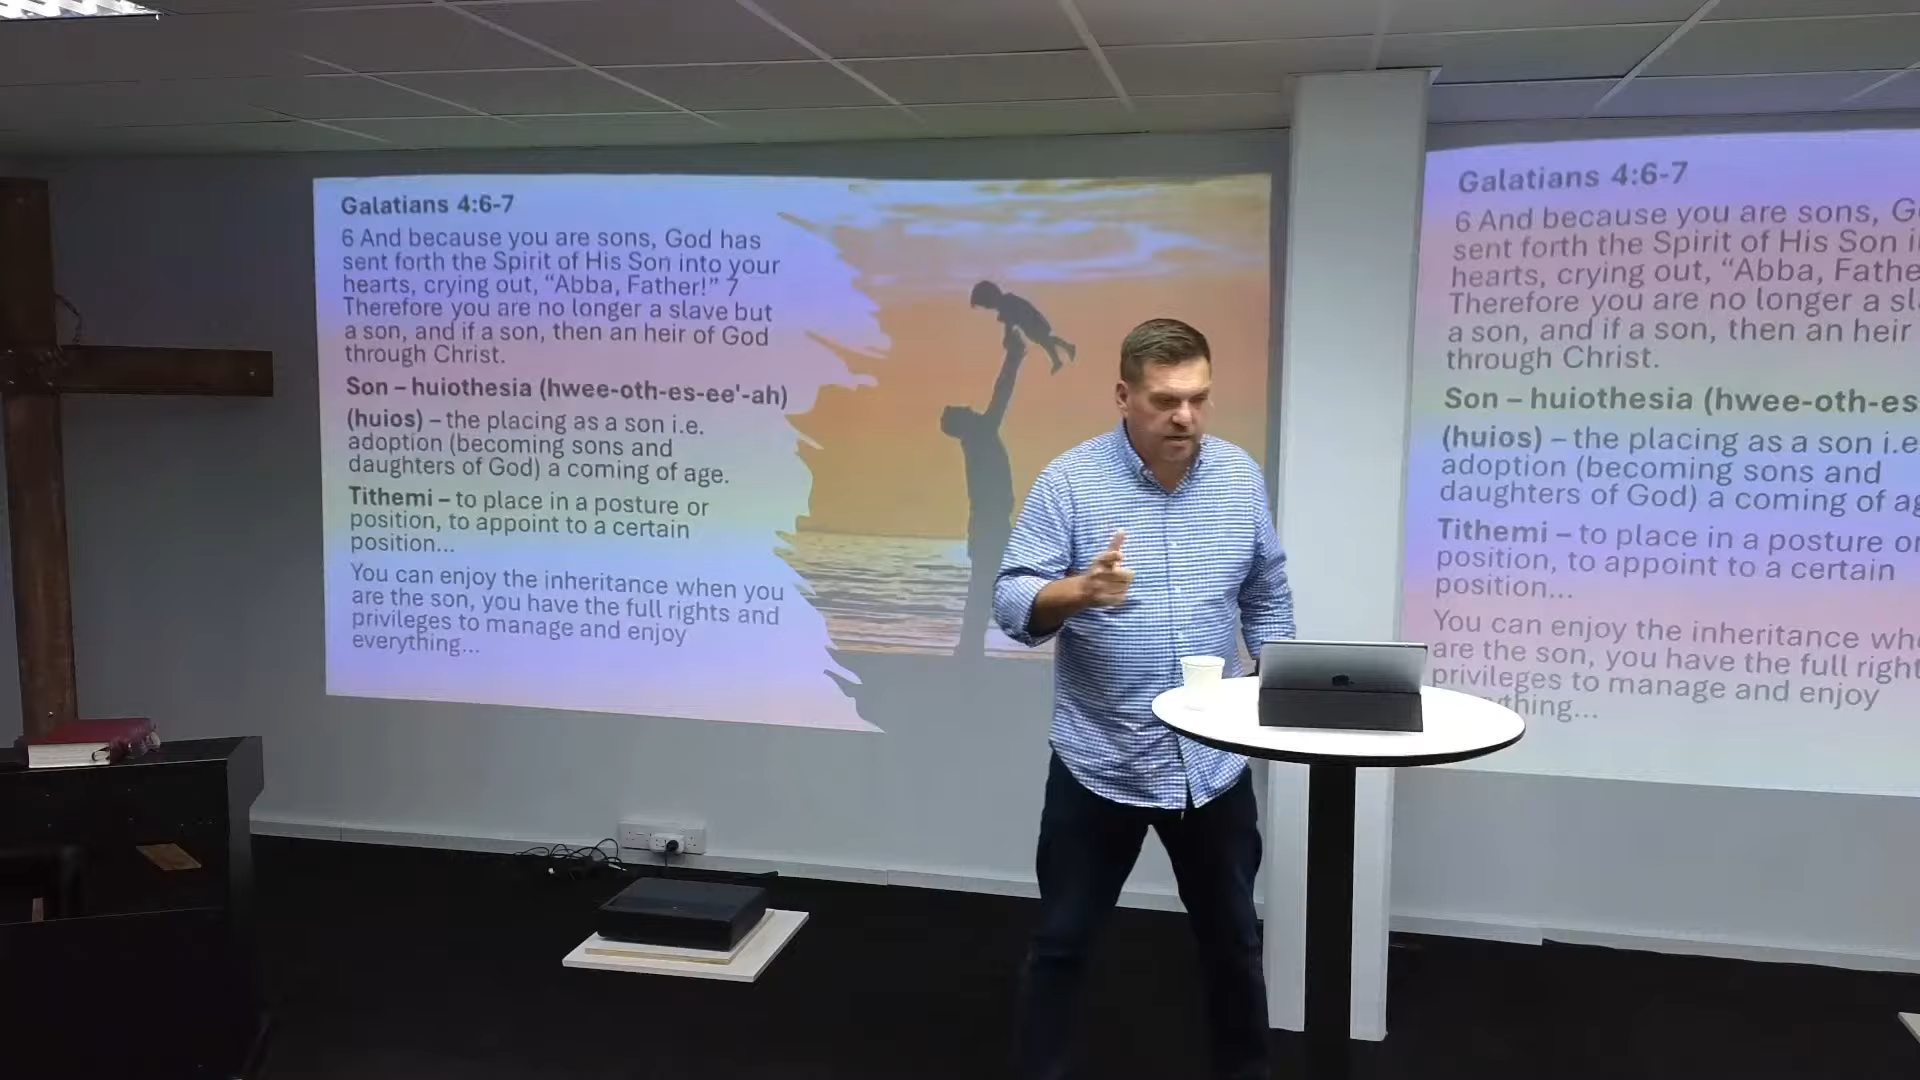 Galatians 4:6-7
6 And because you are sons, God has
sent forth the Spirit of His Son into your
hearts, crying out, “Abba, Father!” 7
Therefore you are no longer a slave but
a son, and if a son, then an heir of God
through Christ.
Son – huiothesia (hwee-oth-es-ee'-ah)
(huios) – the placing as a son i.e.
adoption (becoming sons and
daughters of God) a coming of age.
Tithemi – to place in a posture or
position, to appoint to a certain
position...
You can enjoy the inheritance when you
are the son, you have the full rights and
privileges to manage and enjoy
everything...
Galatians 4:6-7
6 And because you are sons,
sent forth the Spirit of His Son
hearts, crying out, “Abba,
Therefore you are no longer a
a son, and if a son, then an heir
through Christ.
Son – huiothesia (hwee-oth-es
(huios) – the placing as a son i.e
adoption (becoming sons and
daughters of God) a coming of
Tithemi – to place in a posture or
position, to appoint to a certain
position...
You can enjoy the inheritance
are the son, you have the full
privileges to manage and enjoy